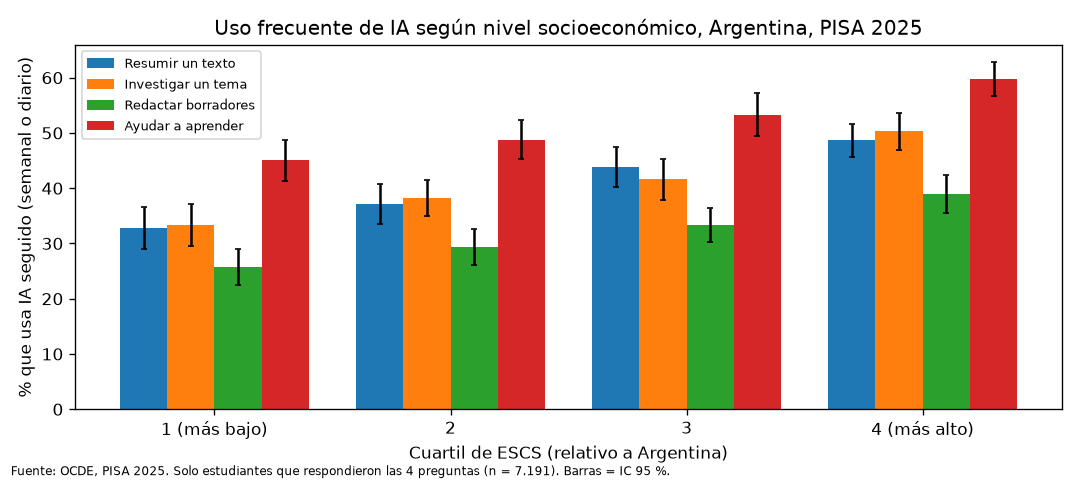 Uso frecuente de IA según nivel socioeconómico, Argentina, PISA 2025
Resumir un texto
Investigar un tema
Redactar borradores
Ayudar a aprender
% que usa IA seguido (semanal o diario)
60
50
40
30
20
10
0
1 (más bajo)
2
3
4 (más alto)
Cuartil de ESCS (relativo a Argentina)
Fuente: OCDE, PISA 2025. Solo estudiantes que respondieron las 4 preguntas (n = 7.191). Barras = IC 95 %.